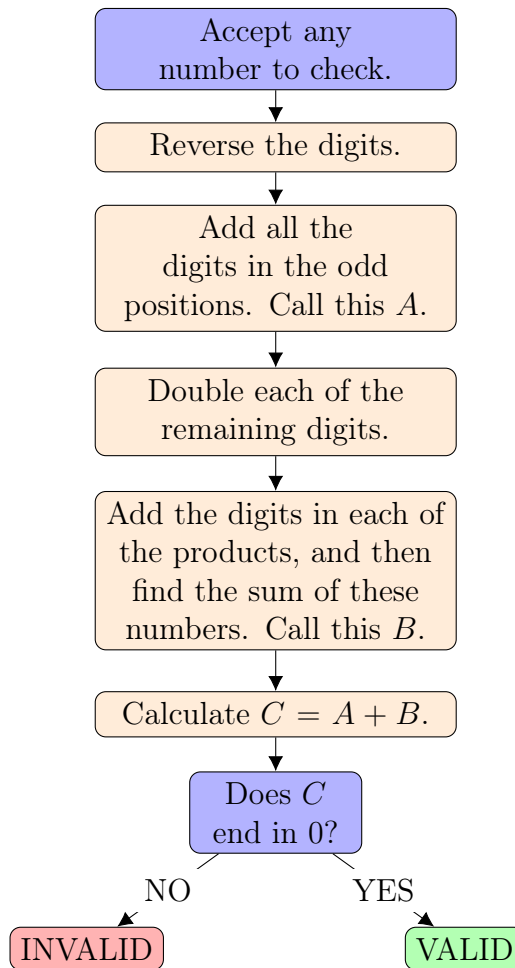 Accept any
number to check.
Reverse the digits.
Add all the
digits in the odd
positions. Call this A.
Double each of the
remaining digits.
Add the digits in each of
the products, and then
find the sum of these
numbers. Call this B.
Calculate C = A + B.
Does C
end in 0?
NO
YES
INVALID
VALID